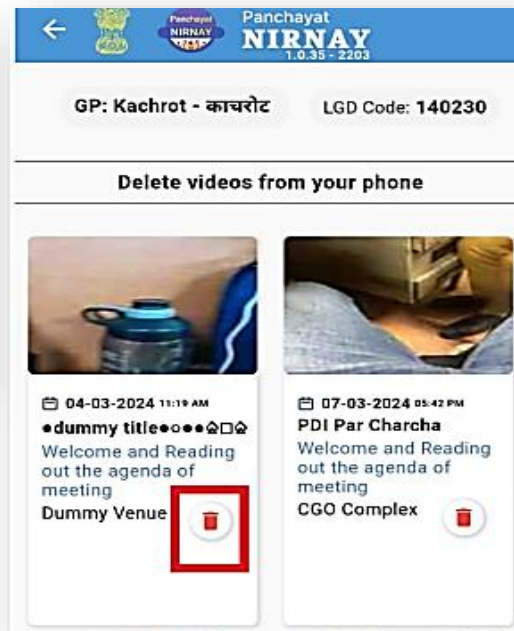 Panchayat
NIRNAY
Panchayat
NIRNAY
1.0.35 - 2203
GP: Kachrot - काचरोट
LGD Code: 140230
Delete videos from your phone
04-03-2024 11:19 AM
●dummy title●○●●♤□♤
Welcome and Reading
out the agenda of
meeting
Dummy Venue
07-03-2024 05:42 PM
PDI Par Charcha
Welcome and Reading
out the agenda of
meeting
CGO Complex